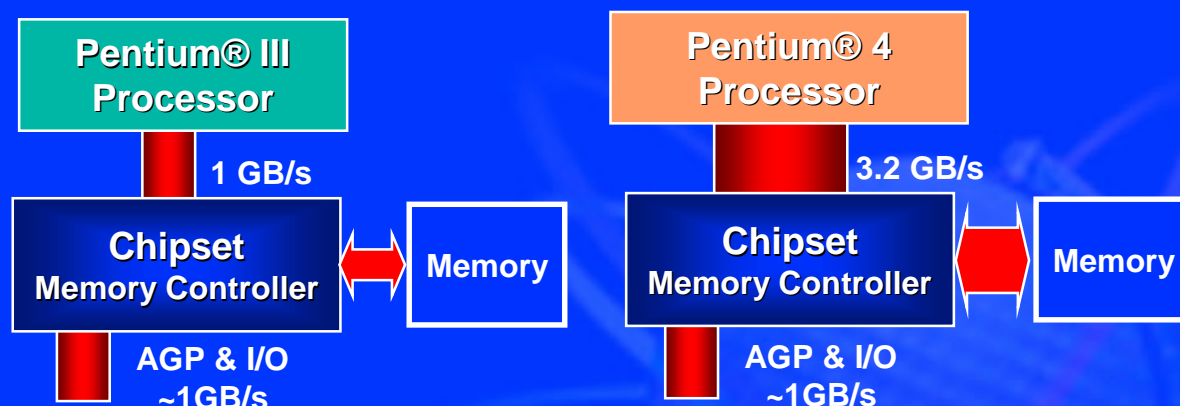 Pentium® III
Processor
1 GB/s
Chipset
Memory Controller
Memory
AGP & I/O
~1GB/s
Pentium® 4
Processor
3.2 GB/s
Chipset
Memory Controller
Memory
AGP & I/O
~1GB/s